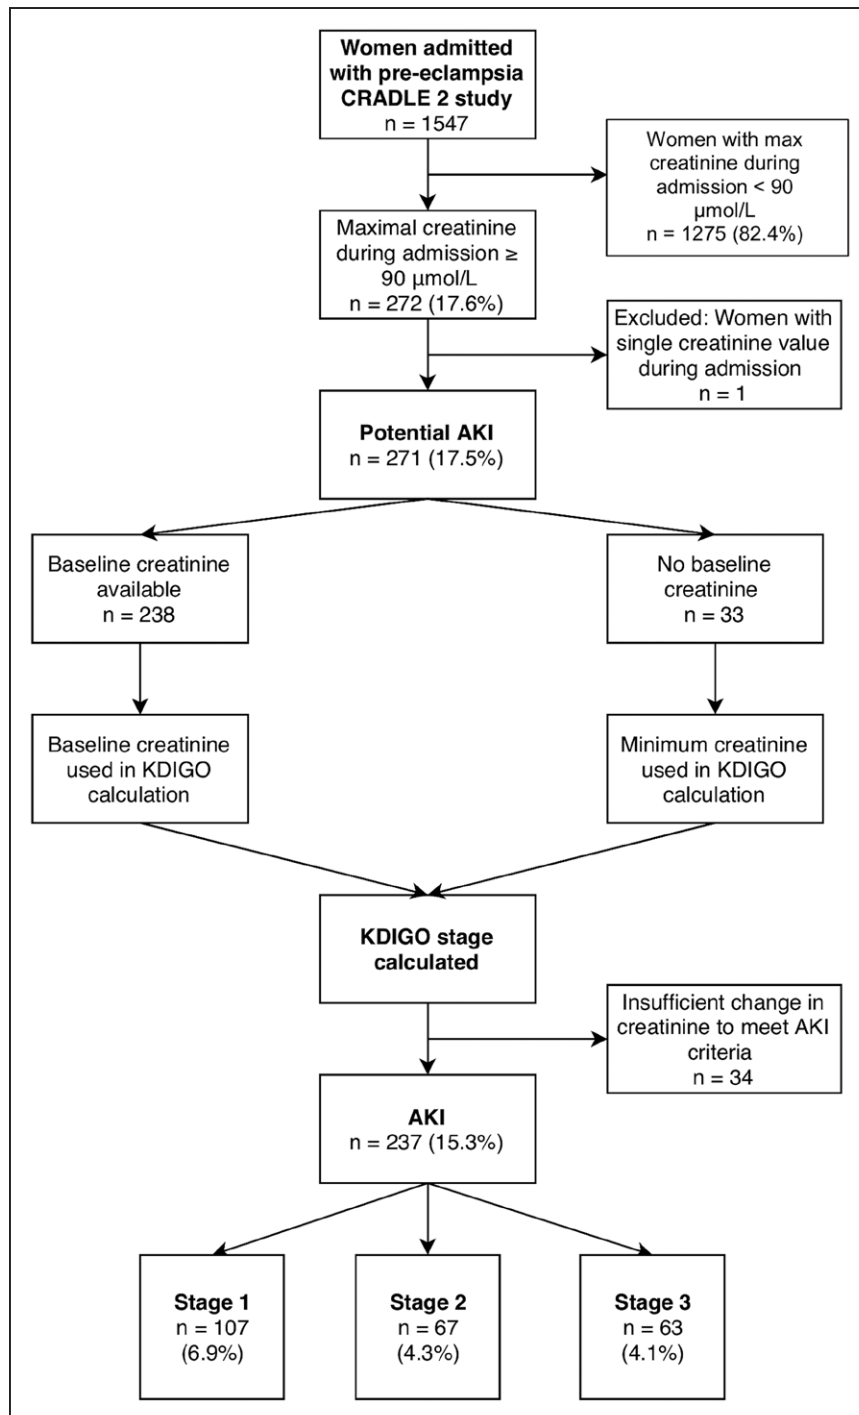 Women admitted
with pre-eclampsia
CRADLE 2 study
n = 1547
Women with max
creatinine during
admission < 90
µmol/L
n = 1275 (82.4%)
Maximal creatinine
during admission ≥
90 µmol/L
n = 272 (17.6%)
Excluded: Women with
single creatinine value
during admission
n = 1
Potential AKI
n = 271 (17.5%)
Baseline creatinine
available
n = 238
No baseline
creatinine
n = 33
Baseline creatinine
used in KDIGO
calculation
Minimum creatinine
used in KDIGO
calculation
KDIGO stage
calculated
Insufficient change in
creatinine to meet AKI
criteria
n = 34
AKI
n = 237 (15.3%)
Stage 1
n = 107
(6.9%)
Stage 2
n = 67
(4.3%)
Stage 3
n = 63
(4.1%)